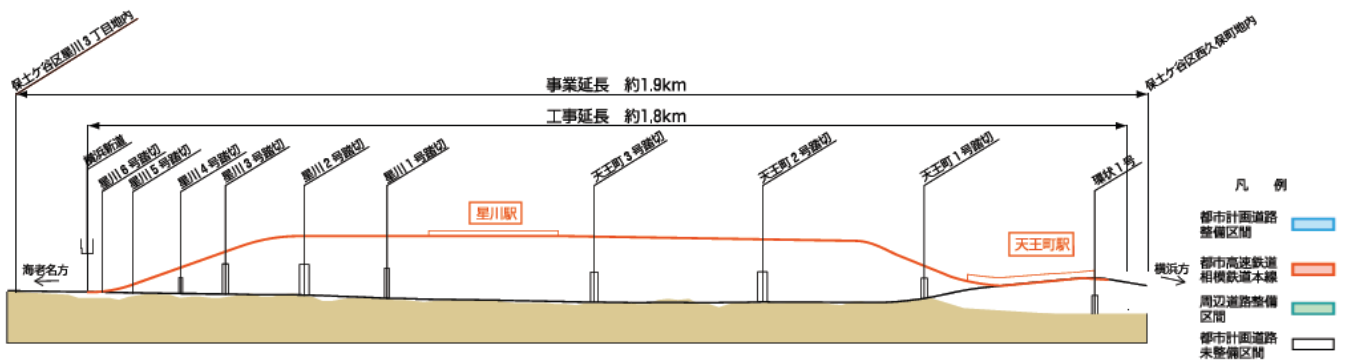 保土ケ谷区星川3丁目地内
保土ケ谷区西久保町地内
事業延長 約1.9km
工事延長 約1.8km
横浜新道
星川6号踏切
星川5号踏切
星川4号踏切
星川3号踏切
星川2号踏切
星川1号踏切
天王町3号踏切
天王町2号踏切
天王町1号踏切
環状1号
星川駅
天王町駅
海老名方
横浜方
凡 例
都市計画道路
整備区間
都市高速鉄道
相模鉄道本線
周辺道路整備
区間
都市計画道路
未整備区間